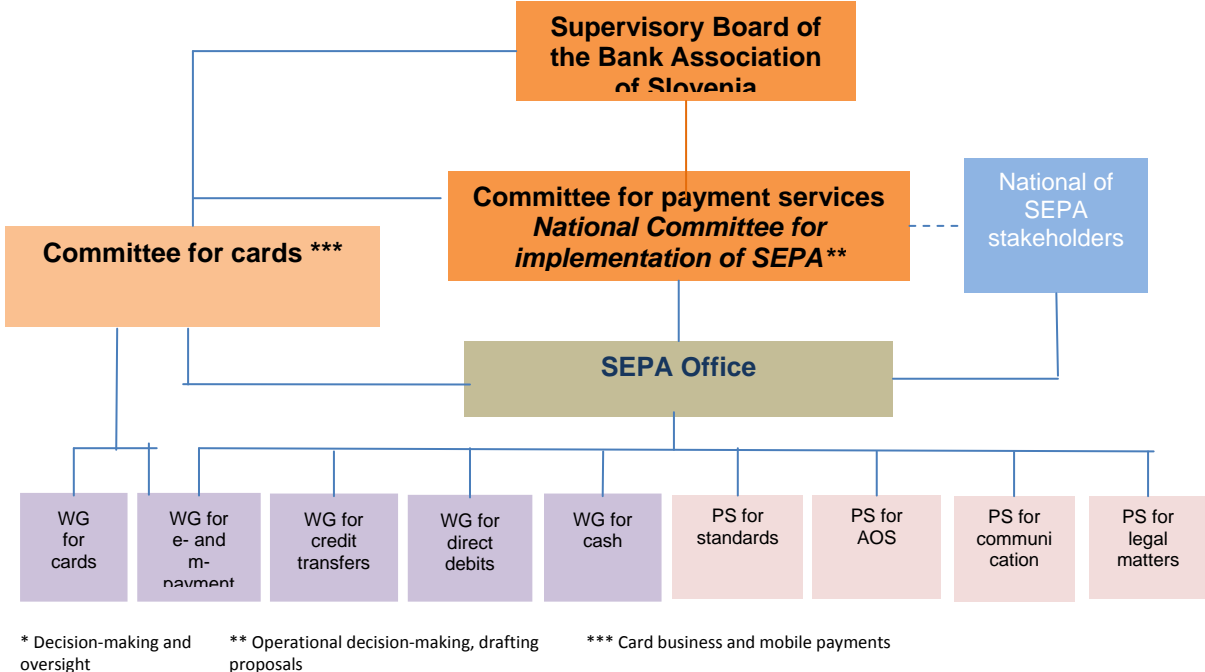 Supervisory Board of
the Bank Association
of Slovenia
Committee for payment services
National Committee for
implementation of SEPA**
National of
SEPA
stakeholders
Committee for cards ***
SEPA Office
WG
for
cards
WG for
e- and
m-
payment
WG for
credit
transfers
WG for
direct
debits
WG for
cash
PS for
standards
PS for
AOS
PS for
communi
cation
PS for
legal
matters
* Decision-making and
oversight
** Operational decision-making, drafting
proposals
*** Card business and mobile payments